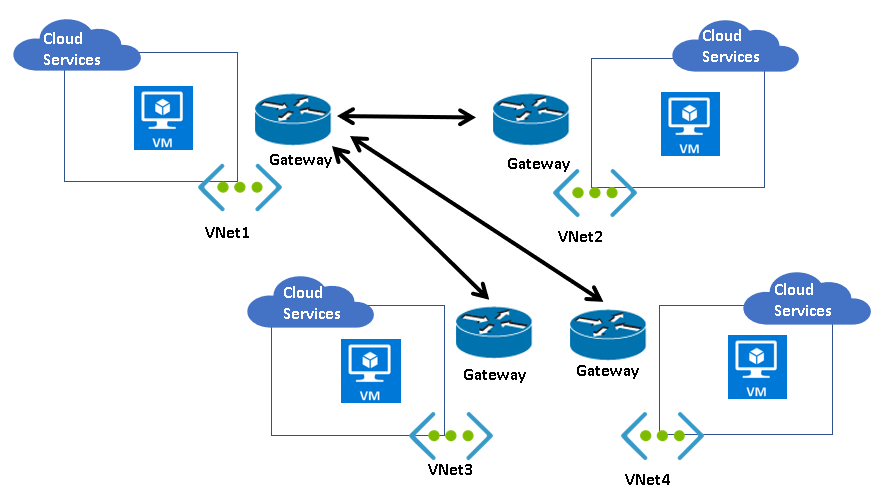 Cloud
Services
VM
Gateway
VNet1
Cloud
Services
VM
Gateway
VNet2
Cloud
Services
VM
Gateway
VNet3
Cloud
Services
VM
Gateway
VNet4